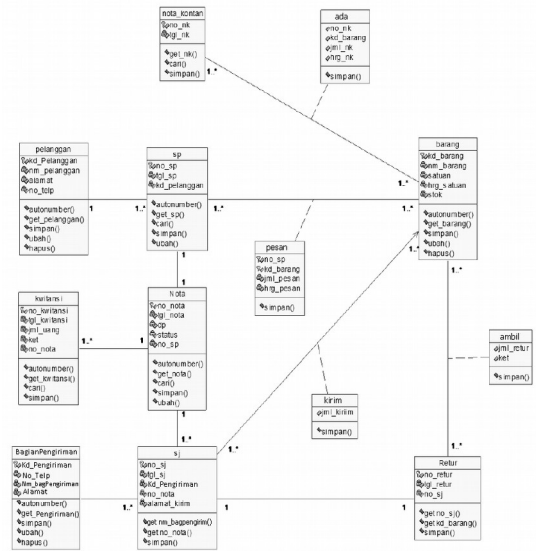 nota_kontan
no_nk
tgl_nk
get_nk()
cari()
simpan()
1..*
ada
no_nk
kd_barang
jml_nk
hrg_nk
simpan()
pelanggan
kd_Pelanggan
nm_pelanggan
alamat
no_telp
autonumber()
get_pelanggan()
simpan()
ubah()
hapus()
1
1..*
sp
no_sp
tgl_sp
kd_pelanggan
autonumber()
get_sp()
cari()
simpan()
ubah()
1..*
1
barang
kd_barang
nm_barang
satuan
hrg_satuan
stok
autonumber()
get_barang()
simpan()
ubah()
hapus()
1..*
1..*
1..*
1..*
pesan
no_sp
kd_barang
jml_pesan
hrg_pesan
simpan()
kwitansi
no_kwitansi
tgl_kwitansi
jml_uang
ket
no_nota
autonumber()
get_kwitansi()
cari()
simpan()
1..*
1
1
Nota
no_nota
tgl_nota
dp
status
no_sp
autonumber()
get_nota()
cari()
simpan()
ubah()
1
ambil
jml_retur
ket
simpan()
kirim
jml_kirim
simpan()
BagianPengiriman
Kd_Pengiriman
No_Telp
Nm_bagPengiriman
Alamat
autonumber()
get_Pengiriman()
simpan()
ubah()
hapus()
1
1..*
sj
no_sj
tgl_sj
Kd_Pengiriman
no_nota
alamat_kirim
get nm_bagpengirim()
get no_nota()
simpan()
1..*
1
1
1..*
Retur
no_retur
tgl_retur
no_sj
get no_sj()
get kd_barang()
simpan()